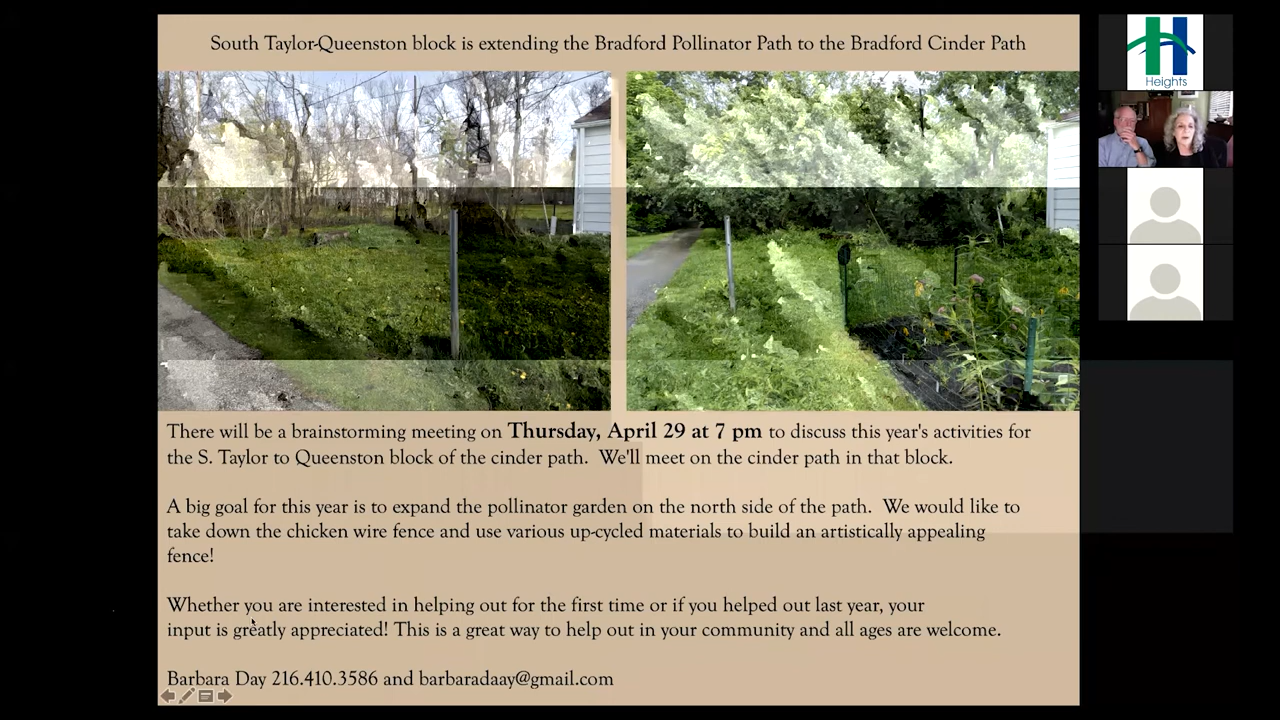 South Taylor-Queenston block is extending the Bradford Pollinator Path to the Bradford Cinder Path
Heights
There will be a brainstorming meeting on Thursday, April 29 at 7 pm to discuss this year's activities for
the S. Taylor to Queenston block of the cinder path.  We'll meet on the cinder path in that block.
A big goal for this year is to expand the pollinator garden on the north side of the path.  We would like to
take down the chicken wire fence and use various up-cycled materials to build an artistically appealing
fence!
Whether you are interested in helping out for the first time or if you helped out last year, your
input is greatly appreciated! This is a great way to help out in your community and all ages are welcome.
Barbara Day 216.410.3586 and barbaradaay@gmail.com